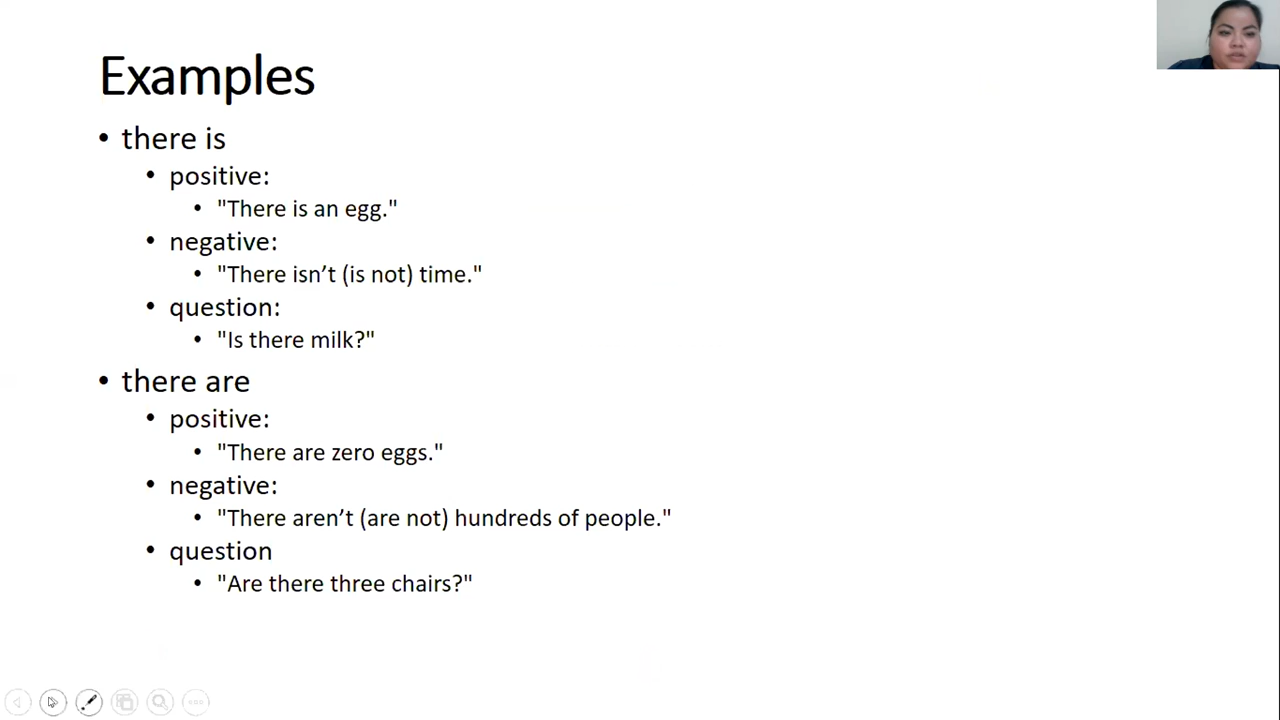 Examples
• there is
• positive:
• "There is an egg."
• negative:
• "There isn’t (is not) time."
• question:
• "Is there milk?"
• there are
• positive:
• "There are zero eggs."
• negative:
• "There aren’t (are not) hundreds of people."
• question
• "Are there three chairs?"